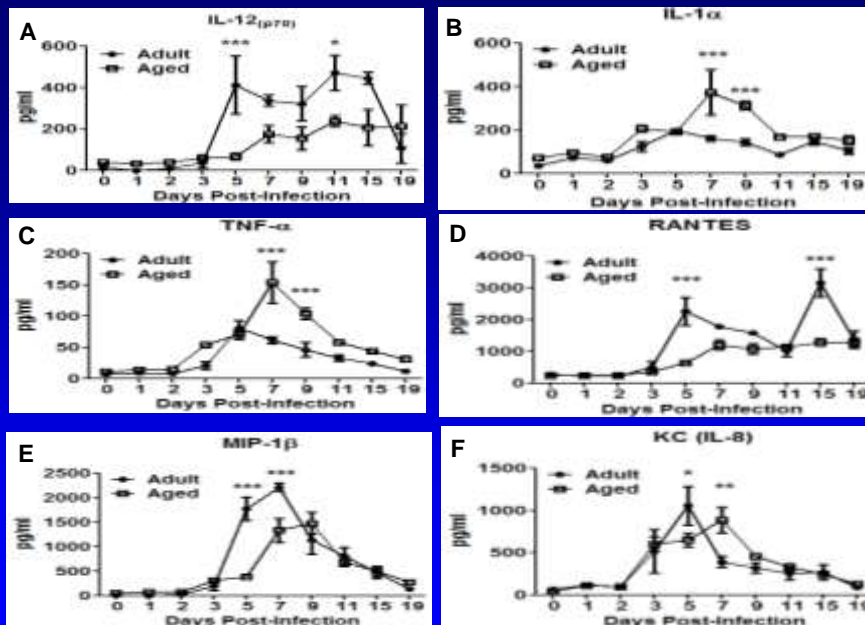 A
IL-12(p70)
Adult
Aged
*** *
600
400
200
0
pg/ml
0 1 2 3 5 7 9 11 15 19
Days Post-Infection
B
IL-1α
Adult
Aged
***
***
600
400
200
0
pg/ml
0 1 2 3 5 7 9 11 15 19
Days Post-Infection
C
TNF-α
Adult
Aged
***
***
200
150
100
50
0
pg/ml
0 1 2 3 5 7 9 11 15 19
Days Post-Infection
D
RANTES
Adult
Aged
***
***
4000
3000
2000
1000
0
pg/ml
0 1 2 3 5 7 9 11 15 19
Days Post-Infection
E
MIP-1β
Adult
Aged
*** ***
2500
2000
1500
1000
500
0
pg/ml
0 1 2 3 5 7 9 11 15 19
Days Post-Infection
F
KC (IL-8)
Adult
Aged
*
**
1500
1000
500
0
pg/ml
0 1 2 3 5 7 9 11 15 19
Days Post-Infection